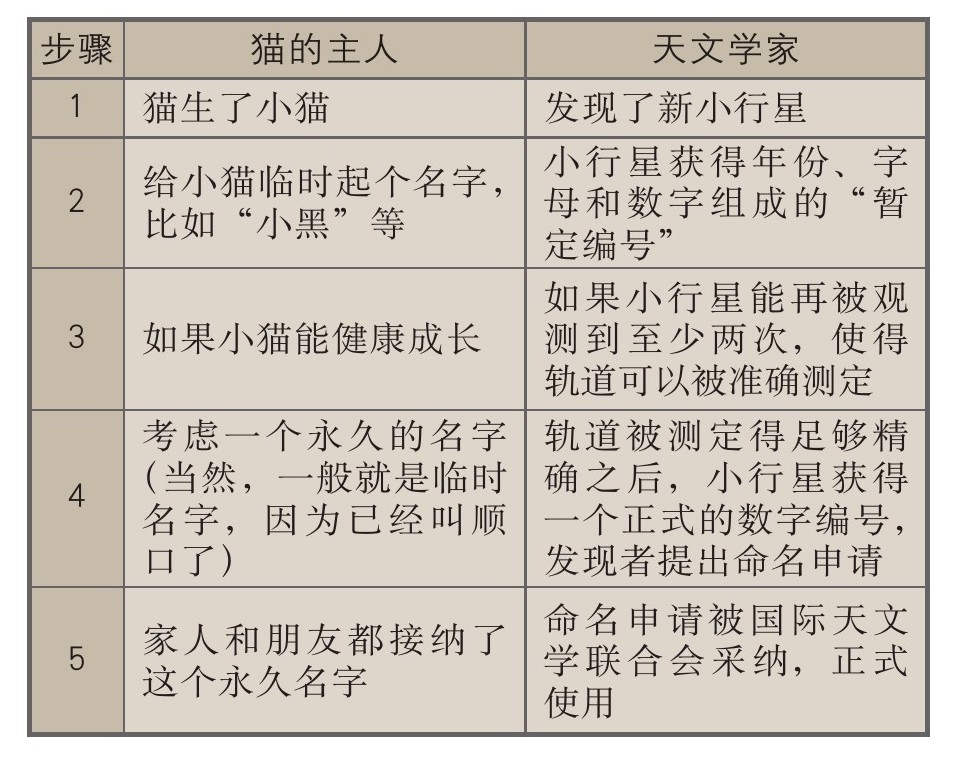 步骤 猫的主人 天文学家
1 猫生了小猫 发现了新小行星
2 给小猫临时起个名字，
比如“小黑”等
小行星获得年份、字
母和数字组成的“暂
定编号”
3 如果小猫能健康成长
如果小行星能再被观
测到至少两次，使得
轨道可以被准确测定
4 考虑一个永久的名字
（当然，一般就是临时
名字，因为已经叫顺
口了）
轨道被测定得足够精
确之后，小行星获得
一个正式的数字编号，
发现者提出命名申请
5 家人和朋友都接纳了
这个永久名字
命名申请被国际天文
学联合会采纳，正式
使用